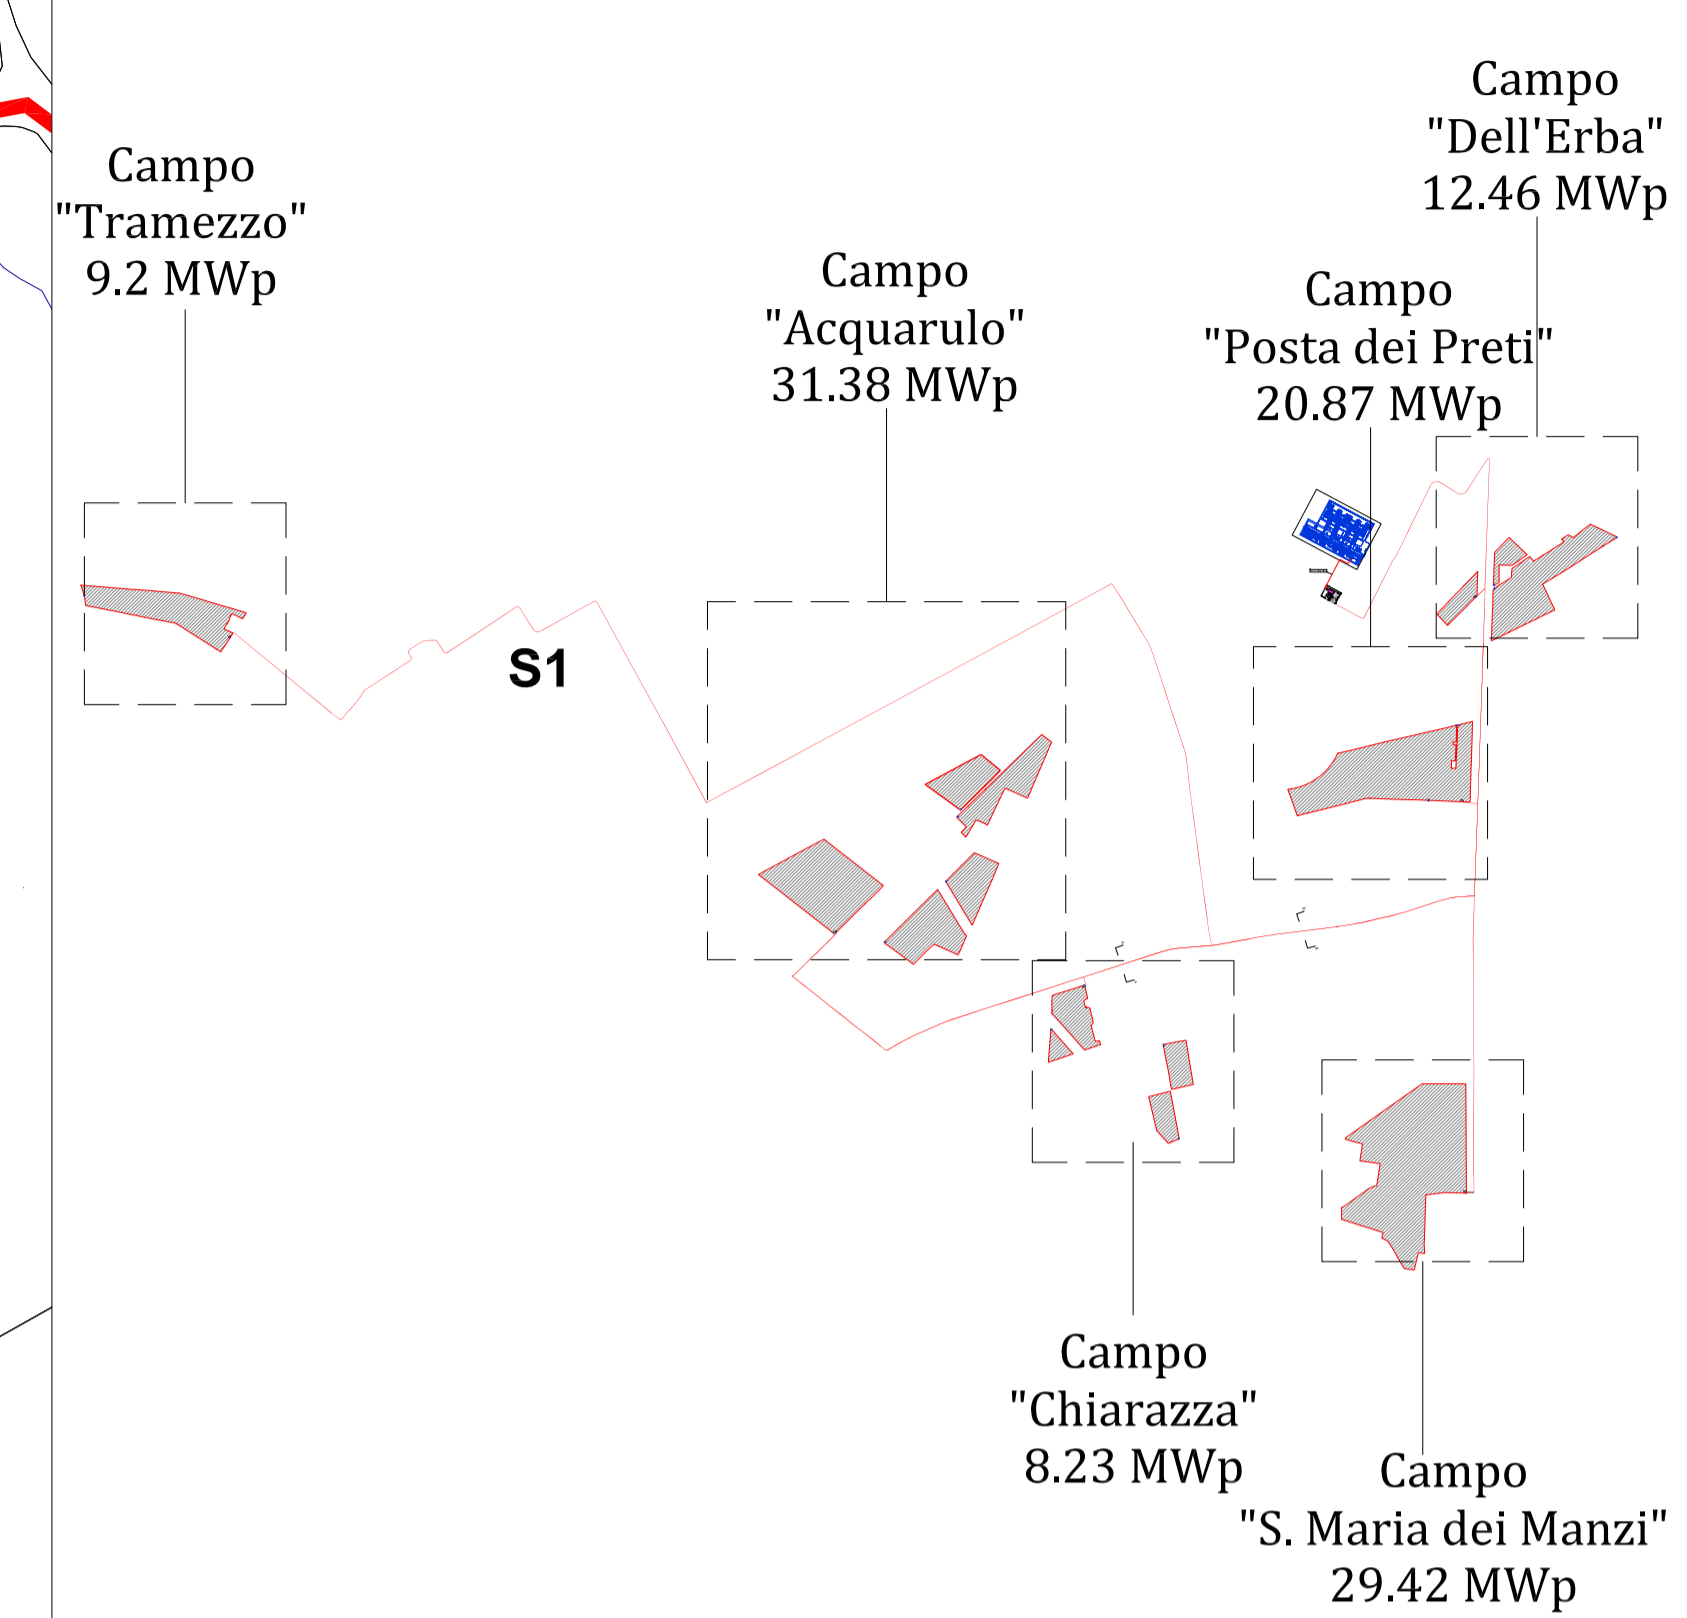 Campo
"Dell'Erba"
12.46 MWp
Campo
"Tramezzo"
9.2 MWp
Campo
"Acquarulo"
31.38 MWp
Campo
"Posta dei Preti"
20.87 MWp
S1
Campo
"Chiarazza"
8.23 MWp
Campo
"S. Maria dei Manzi"
29.42 MWp